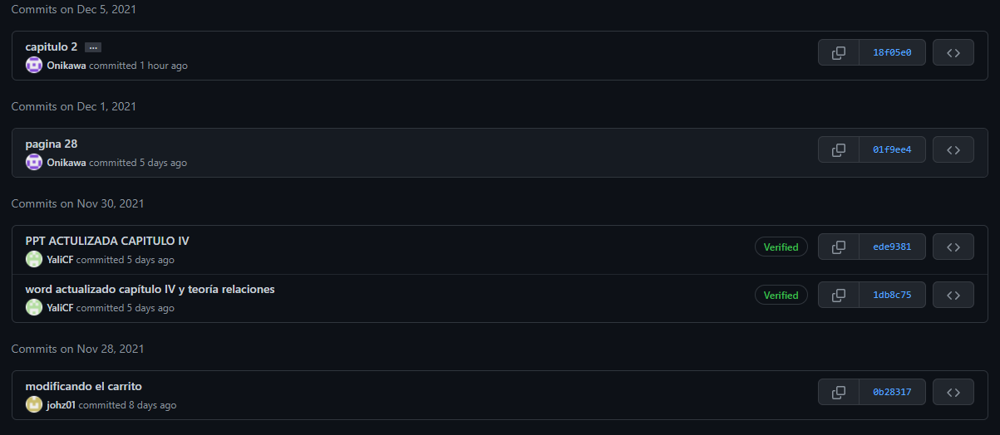 Commits on Dec 5, 2021
capitulo 2 ...
Onikawa committed 1 hour ago
18f05e0
Commits on Dec 1, 2021
pagina 28
Onikawa committed 5 days ago
01f9ee4
Commits on Nov 30, 2021
PPT ACTULIZADA CAPITULO IV
YaliCF committed 5 days ago
Verified
ede9381
word actualizado capítulo IV y teoría relaciones
YaliCF committed 5 days ago
Verified
1db8c75
Commits on Nov 28, 2021
modificando el carrito
johz01 committed 8 days ago
0b28317